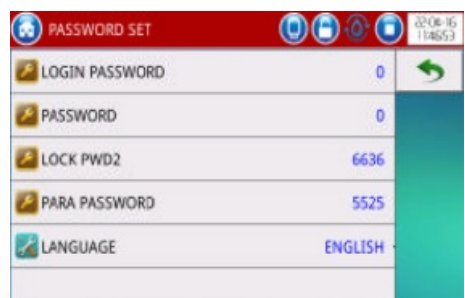 PASSWORD SET
22-04-16
11:46:53
LOGIN PASSWORD 0
PASSWORD 0
LOCK PWD2 6636
PARA PASSWORD 5525
LANGUAGE ENGLISH